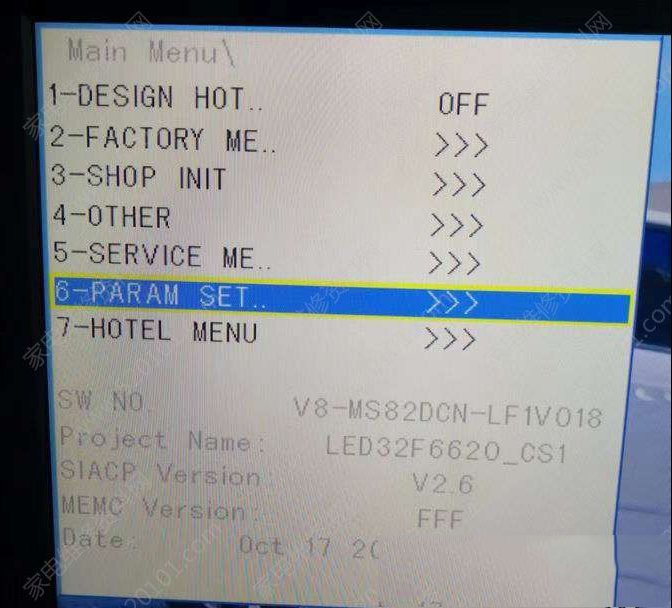 Main Menu\
1-DESIGN HOT.. OFF
2-FACTORY ME.. >>>
3-SHOP INIT >>>
4-OTHER >>>
5-SERVICE ME.. >>>
6-PARAM SET.. >>>
7-HOTEL MENU >>>
SW NO. V8-MS82DCN-LF1V018
Project Name: LED32F6620_CS1
SIACP Version: V2.6
MEMC Version: FFF
Date: Oct 17 20